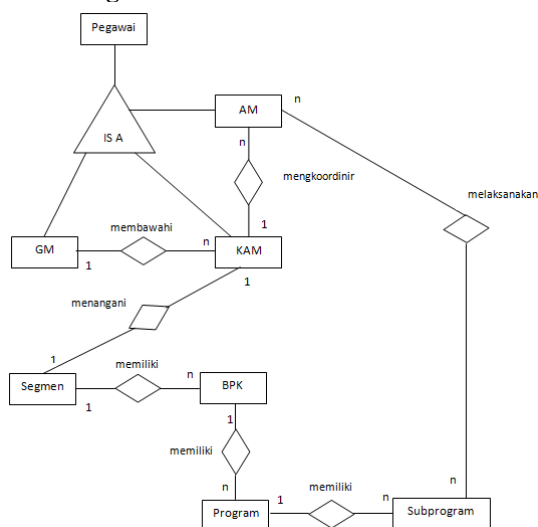 Pegawai
IS A
AM
n
n
mengkoordinir
melaksanakan
membawahi
1
GM
1
n
KAM
1
menangani
1
Segmen
1
memiliki
n
BPK
1
memiliki
n
Program
1
memiliki
n
Subprogram
n